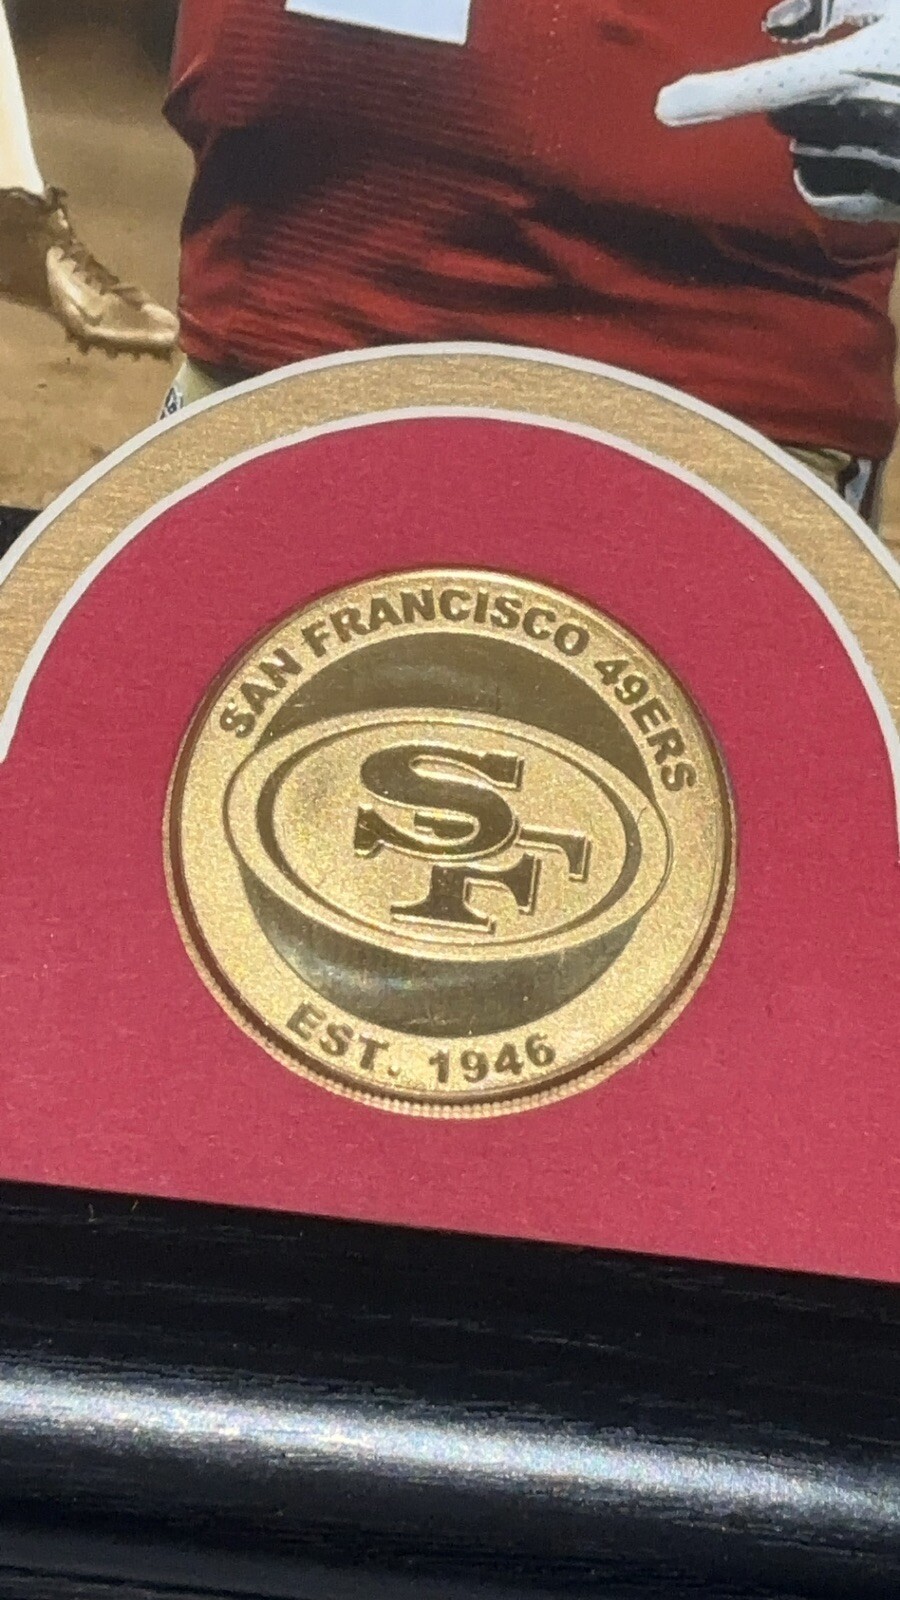 SAN FRANCISCO 49ERS
SF
EST. 1946